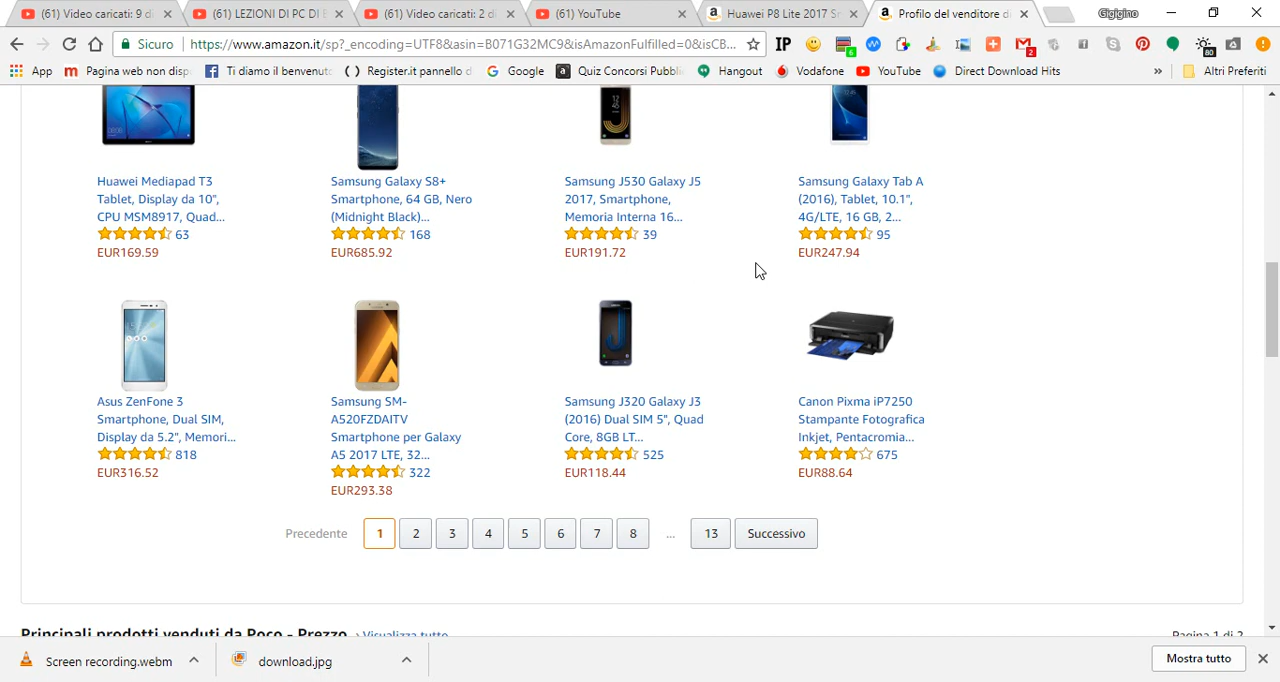 (61) Video caricati: 9 di
(61) LEZIONI DI PC DI B
(61) Video caricati: 2 di
(61) YouTube
Huawei P8 Lite 2017 Sm
Profilo del venditore di
Gigigino
Sicuro
https://www.amazon.it/sp?_encoding=UTF8&asin=B071G32MC9&isAmazonFulfilled=0&isCB...
IP
6
2
80
App
Pagina web non disp
Ti diamo il benvenuto
Register.it pannello d
Google
Quiz Concorsi Pubbli
Hangout
Vodafone
YouTube
Direct Download Hits
»
Altri Preferiti
Huawei Mediapad T3
Tablet, Display da 10",
CPU MSM8917, Quad...
63
EUR169.59
Samsung Galaxy S8+
Smartphone, 64 GB, Nero
(Midnight Black)...
168
EUR685.92
Samsung J530 Galaxy J5
2017, Smartphone,
Memoria Interna 16...
39
EUR191.72
Samsung Galaxy Tab A
(2016), Tablet, 10.1",
4G/LTE, 16 GB, 2...
95
EUR247.94
Asus ZenFone 3
Smartphone, Dual SIM,
Display da 5.2", Memori...
818
EUR316.52
Samsung SM-
A520FZDAITV
Smartphone per Galaxy
A5 2017 LTE, 32...
322
EUR293.38
Samsung J320 Galaxy J3
(2016) Dual SIM 5", Quad
Core, 8GB LT...
525
EUR118.44
Canon Pixma iP7250
Stampante Fotografica
Inkjet, Pentacromia...
675
EUR88.64
Precedente 1 2 3 4 5 6 7 8 ... 13 Successivo
Principali prodotti venduti da Poco - Prezzo › Visualizza tutto
Pagina 1 di 2
Screen recording.webm
download.jpg
Mostra tutto